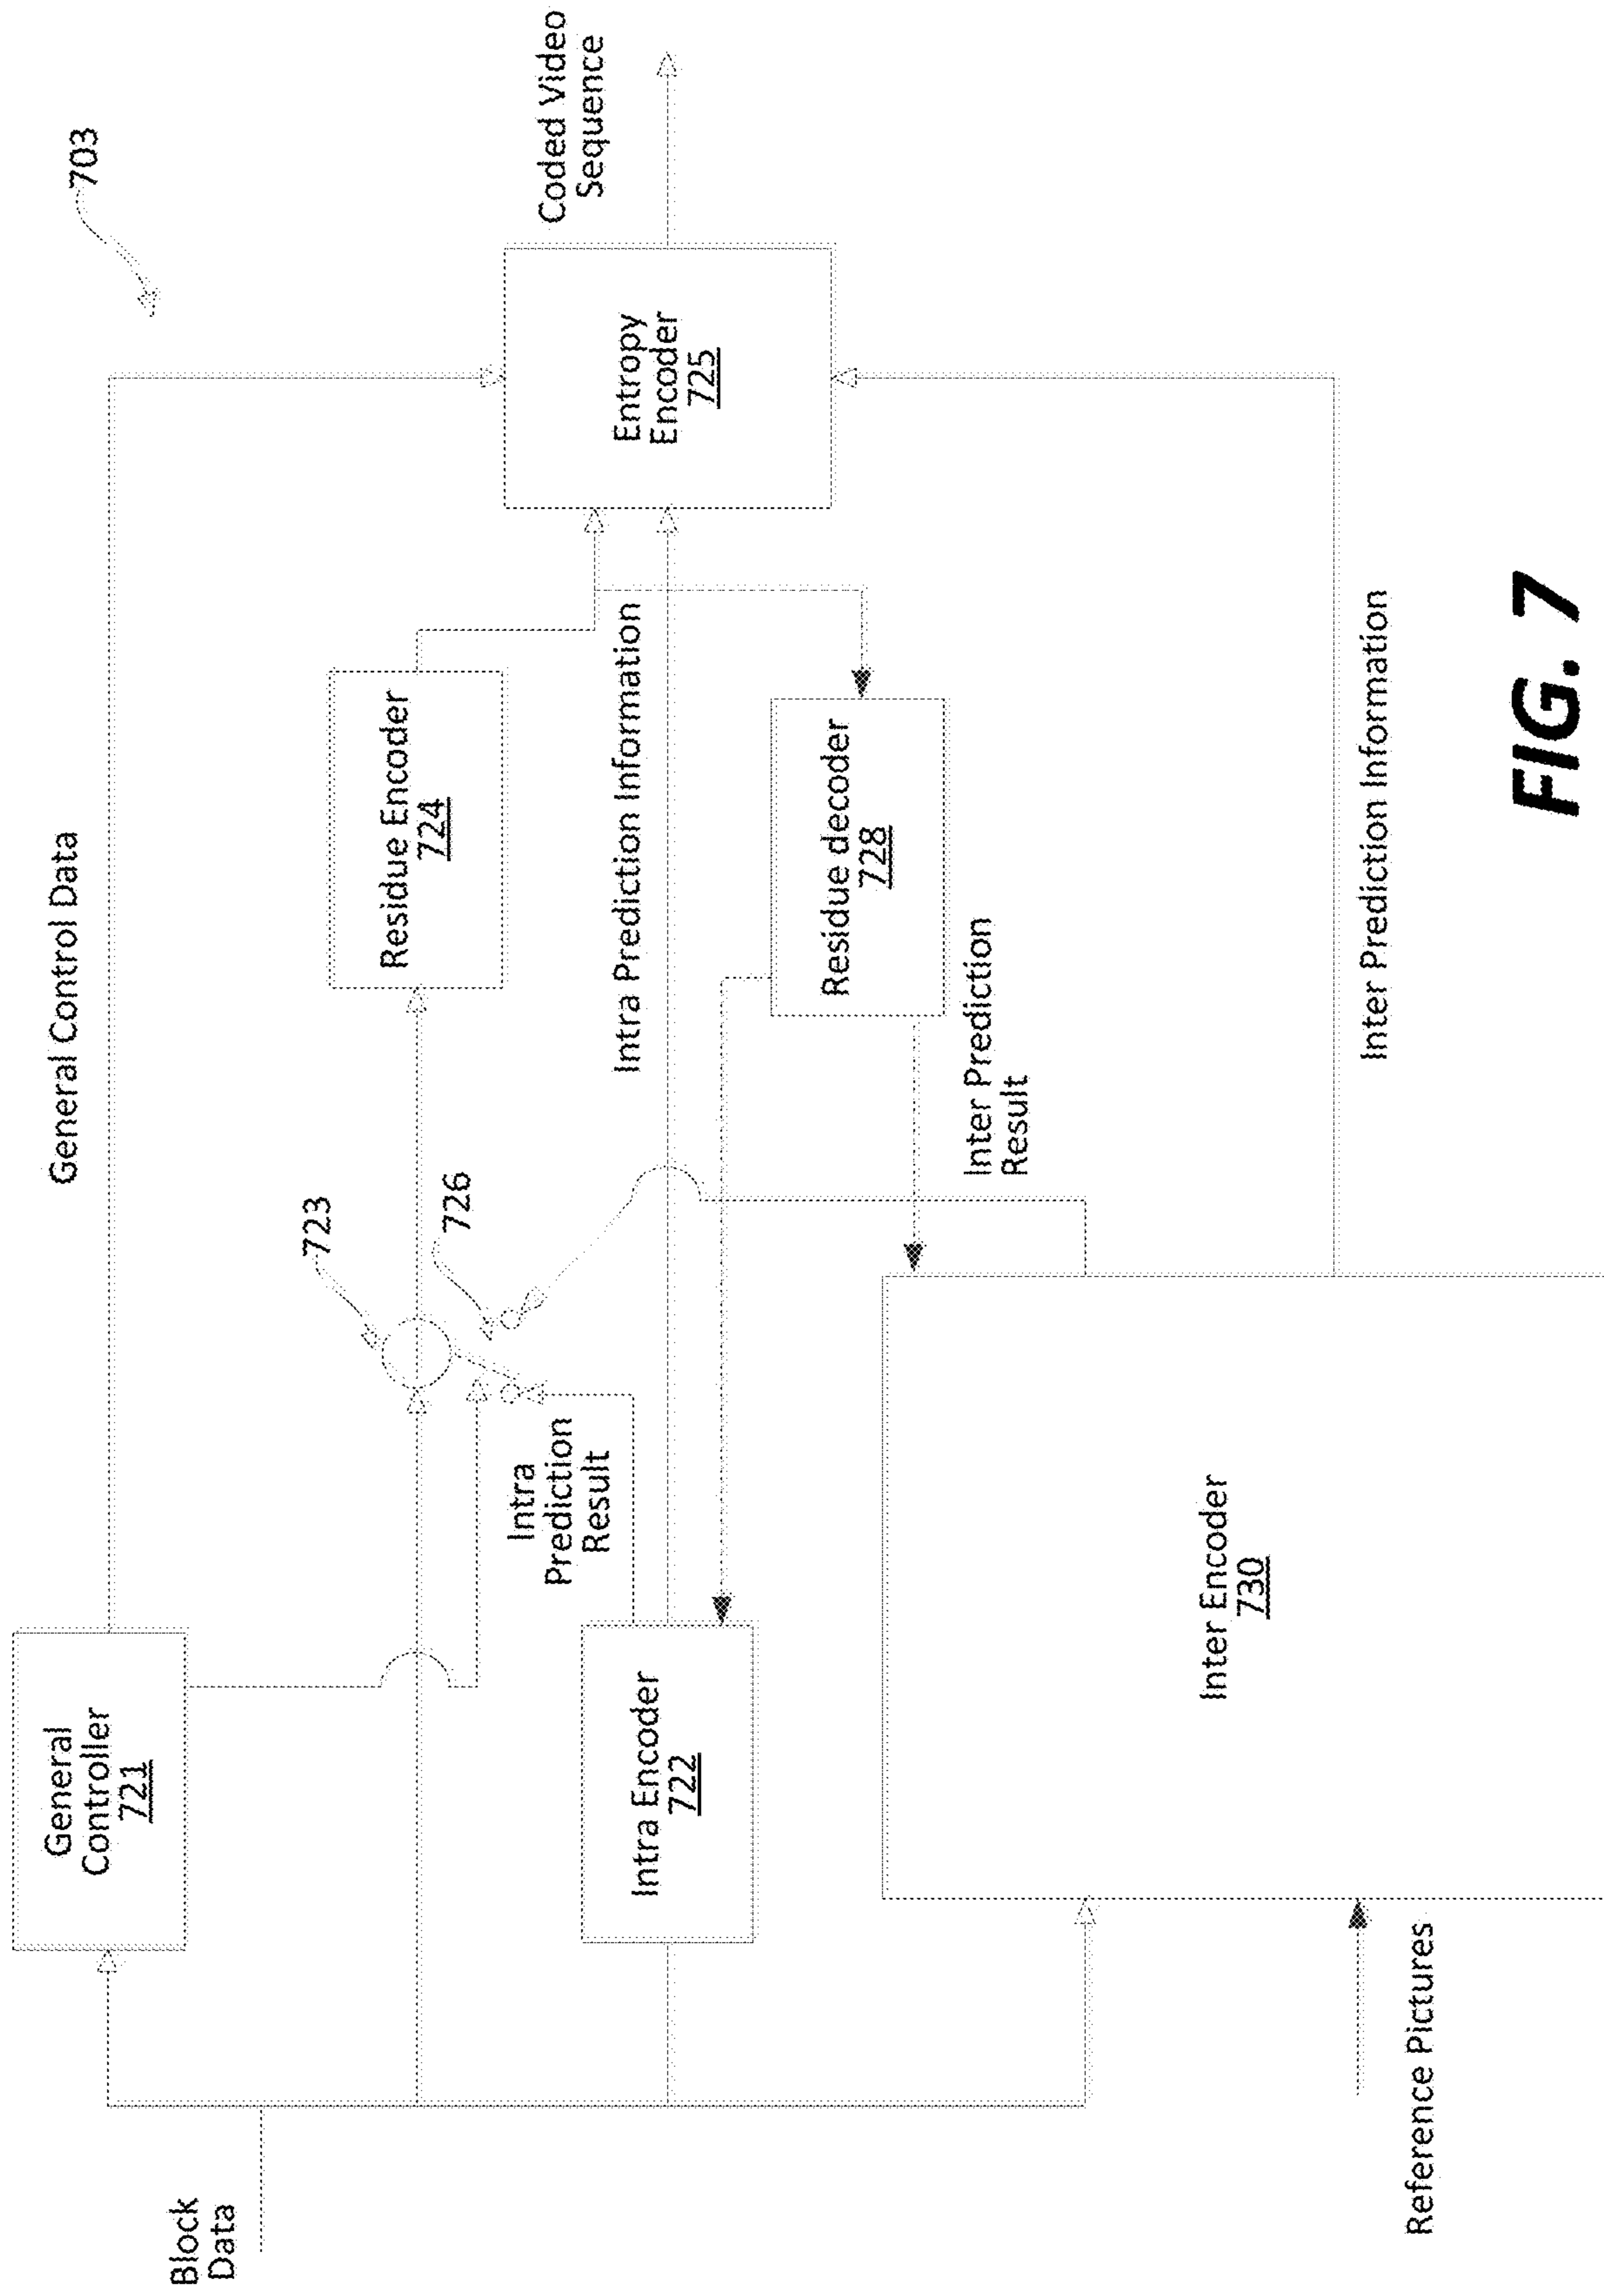 703
General Control Data
General
Controller
721
Block
Data
723
726
Residue Encoder
724
Entropy
Encoder
725
Coded Video
Sequence
Intra
Prediction
Result
Intra Prediction Information
Intra Encoder
722
Residue decoder
728
Inter Prediction
Result
Inter Encoder
730
Inter Prediction Information
Reference Pictures
FIG. 7